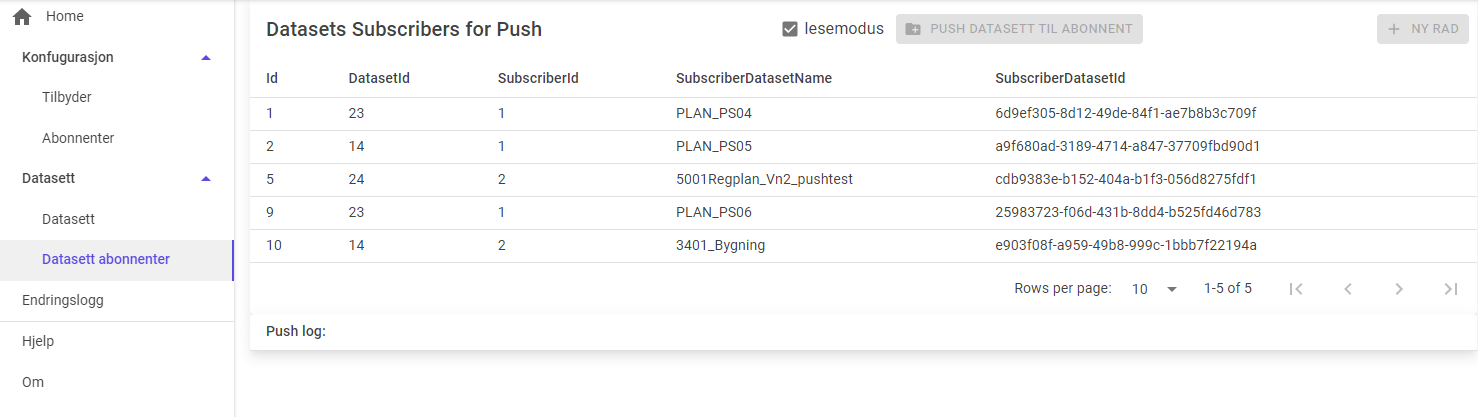 Home
Konfugurasjon
Tilbyder
Abonnenter
Datasett
Datasett
Datasett abonnenter
Endringslogg
Hjelp
Om
Datasets Subscribers for Push
lesemodus
PUSH DATASETT TIL ABONNENT
NY RAD
Id DatasetId SubscriberId SubscriberDatasetName SubscriberDatasetId
1 23 1 PLAN_PS04 6d9ef305-8d12-49de-84f1-ae7b8b3c709f
2 14 1 PLAN_PS05 a9f680ad-3189-4714-a847-37709fbd90d1
5 24 2 5001Regplan_Vn2_pushtest cdb9383e-b152-404a-b1f3-056d8275fdf1
9 23 1 PLAN_PS06 25983723-f06d-431b-8dd4-b525fd46d783
10 14 2 3401_Bygning e903f08f-a959-49b8-999c-1bbb7f22194a
Rows per page: 10 1-5 of 5
Push log: